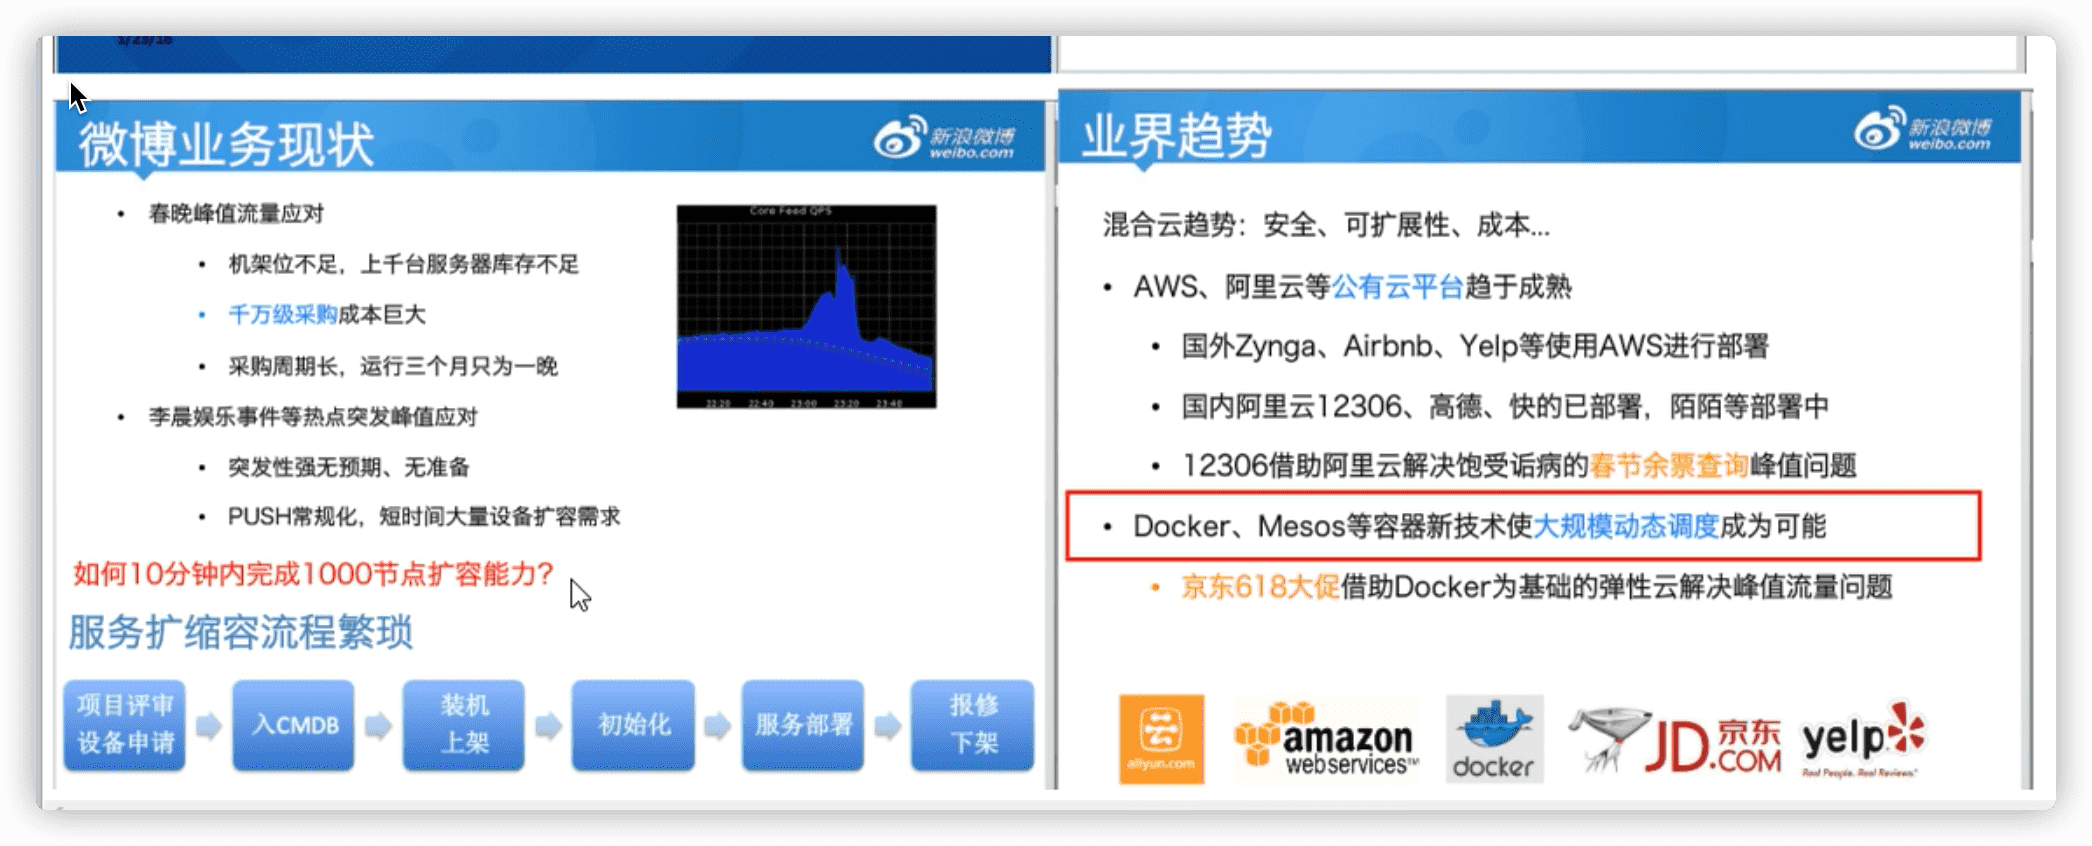 1/23/16
微博业务现状
新浪微博
weibo.com
• 春晚峰值流量应对
• 机架位不足，上千台服务器库存不足
• 千万级采购成本巨大
• 采购周期长，运行三个月只为一晚
• 李晨娱乐事件等热点突发峰值应对
• 突发性强无预期、无准备
• PUSH常规化，短时间大量设备扩容需求
Core Feed QPS
22:20 22:40 23:00 23:20 23:40
如何10分钟内完成1000节点扩容能力？
服务扩缩容流程繁琐
项目评审
设备申请
入CMDB
装机
上架
初始化
服务部署
报修
下架
业界趋势
新浪微博
weibo.com
混合云趋势：安全、可扩展性、成本...
• AWS、阿里云等公有云平台趋于成熟
• 国外Zynga、Airbnb、Yelp等使用AWS进行部署
• 国内阿里云12306、高德、快的已部署，陌陌等部署中
• 12306借助阿里云解决饱受诟病的春节余票查询峰值问题
• Docker、Mesos等容器新技术使大规模动态调度成为可能
• 京东618大促借助Docker为基础的弹性云解决峰值流量问题
aliyun.com
amazon
webservices™
docker
JD.COM 京东
yelp
Real People. Real Reviews.™